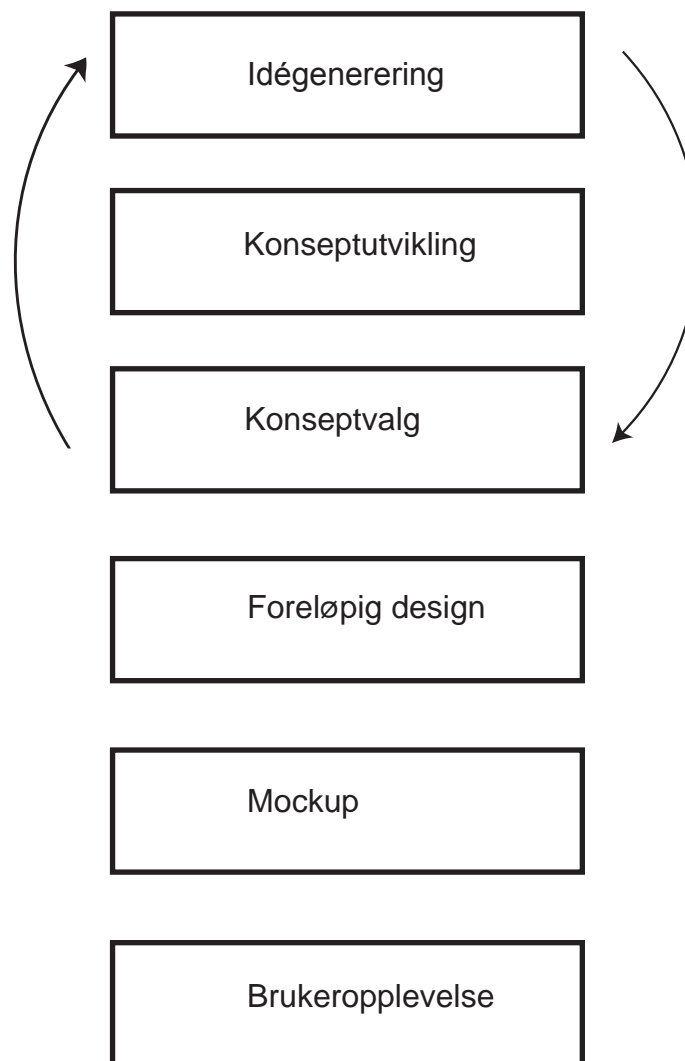 Idégenerering
Konseptutvikling
Konseptvalg
Foreløpig design
Mockup
Brukeropplevelse